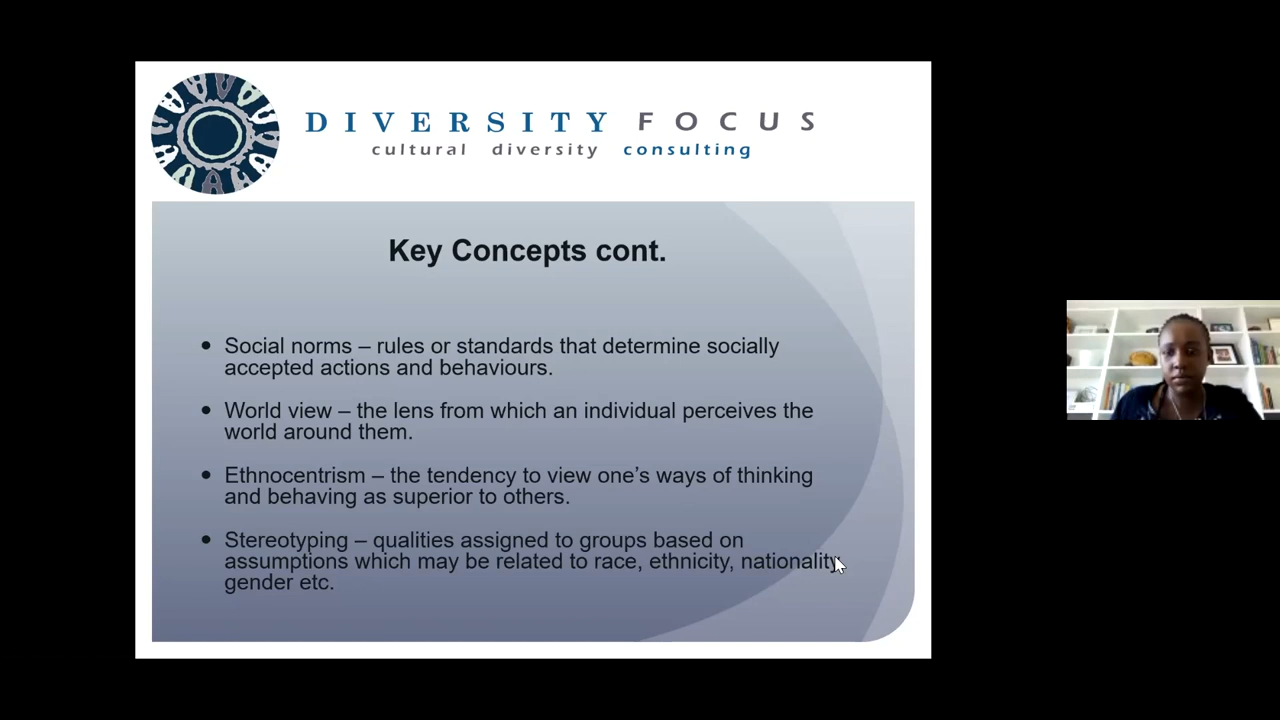 DIVERSITY FOCUS
cultural diversity consulting
Key Concepts cont.
• Social norms – rules or standards that determine socially
accepted actions and behaviours.
• World view – the lens from which an individual perceives the
world around them.
• Ethnocentrism – the tendency to view one’s ways of thinking
and behaving as superior to others.
• Stereotyping – qualities assigned to groups based on
assumptions which may be related to race, ethnicity, nationality,
gender etc.